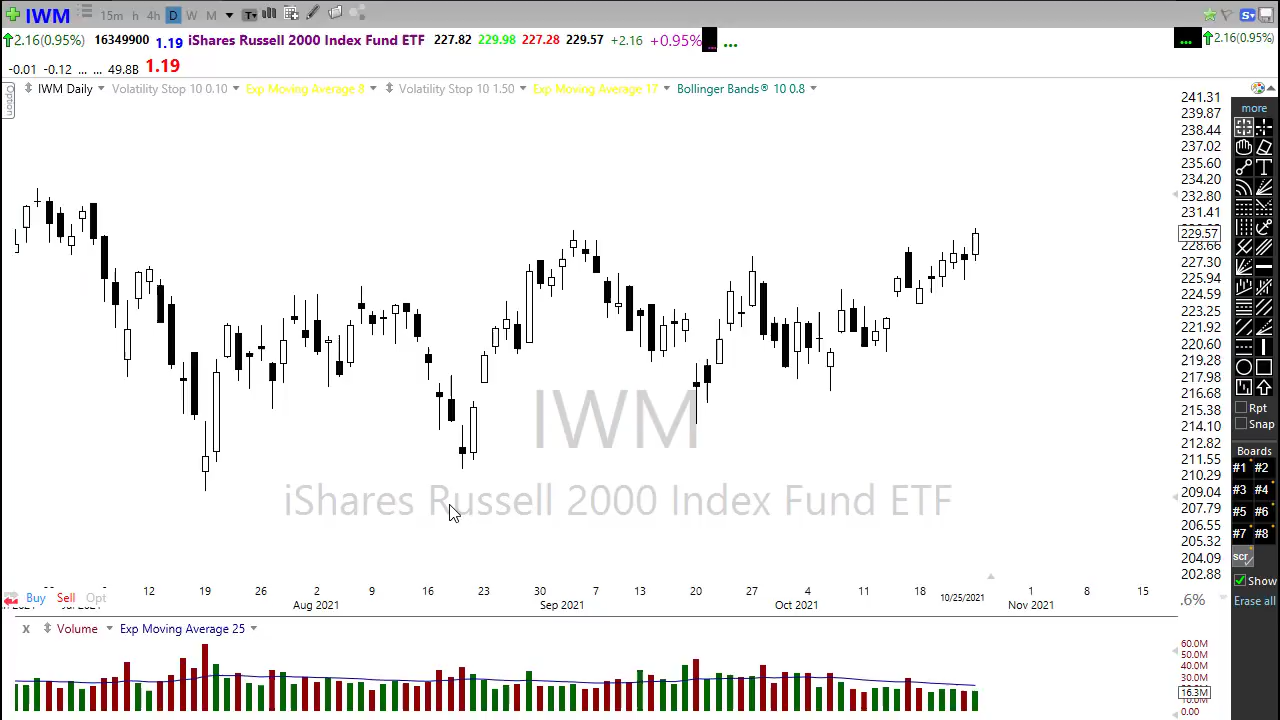 IWM 15m h 4h D W M T
2.16(0.95%) 16349900 1.19 iShares Russell 2000 Index Fund ETF 227.82 229.98 227.28 229.57 +2.16 +0.95% ... ... 2.16(0.95%)
-0.01 -0.12 ... ... 49.8B 1.19
Option
IWM Daily Volatility Stop 10 0.10 Exp Moving Average 8 Volatility Stop 10 1.50 Exp Moving Average 17 Bollinger Bands® 10 0.8
241.31
239.87
238.44
237.02
235.60
234.20
232.80
231.41
229.57
228.66
227.30
225.94
224.59
223.25
221.92
220.60
219.28
217.98
216.68
215.38
214.10
212.82
211.55
210.29
209.04
207.79
206.55
205.32
204.09
202.88
IWM
iShares Russell 2000 Index Fund ETF
more
T
Rpt
Snap
Boards
#1 #2
#3 #4
#5 #6
#7 #8
scr
Show
Erase all
12 19 26 2 9 16 23 30 7 13 20 27 4 11 18 10/25/2021 1 8 15
Buy Sell Opt
Aug 2021 Sep 2021 Oct 2021 Nov 2021
.6%
X Volume Exp Moving Average 25
60.0M
50.0M
40.0M
30.0M
16.3M
10.0M
0.00